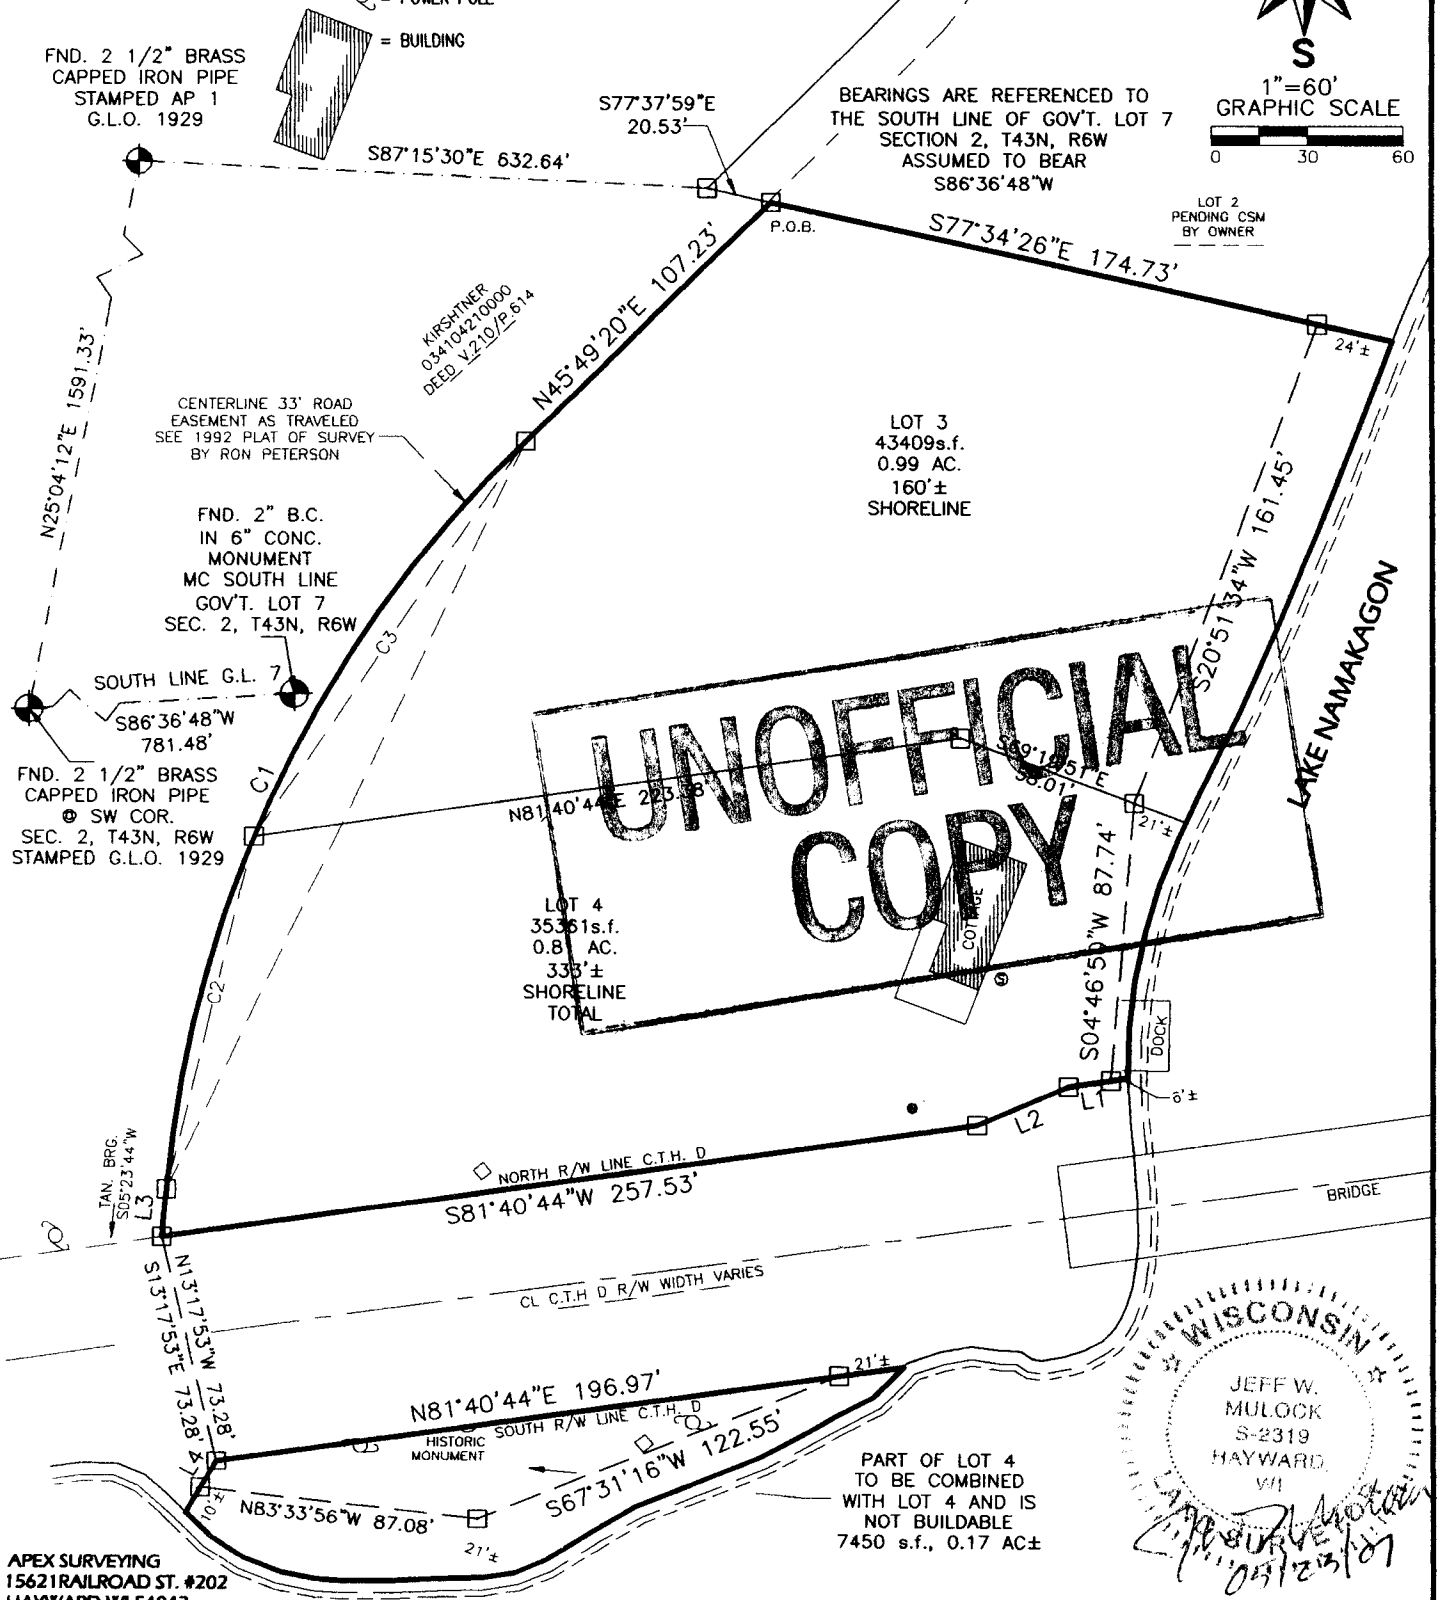 = POWER POLE
= BUILDING
FND. 2 1/2" BRASS
CAPPED IRON PIPE
STAMPED AP 1
G.L.O. 1929
S87°15'30"E 632.64'
S77°37'59"E
20.53'
BEARINGS ARE REFERENCED TO
THE SOUTH LINE OF GOV'T. LOT 7
SECTION 2, T43N, R6W
ASSUMED TO BEAR
S86°36'48"W
S
1"=60'
GRAPHIC SCALE
0 30 60
LOT 2
PENDING CSM
BY OWNER
P.O.B.
S77°34'26"E 174.73'
24'±
N45°49'20"E 107.23'
KIRSHTNER
034104210000
DEED V.210/P.614
N25°04'12"E 1591.33'
CENTERLINE 33' ROAD
EASEMENT AS TRAVELED
SEE 1992 PLAT OF SURVEY
BY RON PETERSON
LOT 3
43409s.f.
0.99 AC.
160'±
SHORELINE
S20°51'34"W 161.45'
LAKE NAMAKAGON
FND. 2" B.C.
IN 6" CONC.
MONUMENT
MC SOUTH LINE
GOV'T. LOT 7
SEC. 2, T43N, R6W
C3
SOUTH LINE G.L. 7
S86°36'48"W
781.48'
C1
FND. 2 1/2" BRASS
CAPPED IRON PIPE
@ SW COR.
SEC. 2, T43N, R6W
STAMPED G.L.O. 1929
UNOFFICIAL
COPY
N81°40'44"E
21'±
S04°46'50"W 87.74'
COTTAGE
LOT 4
s.f.
AC.
333'±
SHORELINE
TOTAL
C2
S
DOCK
L1
L2
6'±
TAN. BRG.
S05°23'44"W
L3
NORTH R/W LINE C.T.H. D
S81°40'44"W 257.53'
BRIDGE
CL C.T.H D R/W WIDTH VARIES
N13°17'53"W 73.28'
S13°17'53"E 73.28'
N81°40'44"E 196.97'
21'±
SOUTH R/W LINE C.T.H. D
HISTORIC
MONUMENT
S67°31'16"W 122.55'
L4
10'±
N83°33'56"W 87.08'
21'±
PART OF LOT 4
TO BE COMBINED
WITH LOT 4 AND IS
NOT BUILDABLE
7450 s.f., 0.17 AC±
WISCONSIN
JEFF W.
MULOCK
S-2319
HAYWARD,
WI
LAND SURVEYOR
APEX SURVEYING
15621 RAILROAD ST. #202